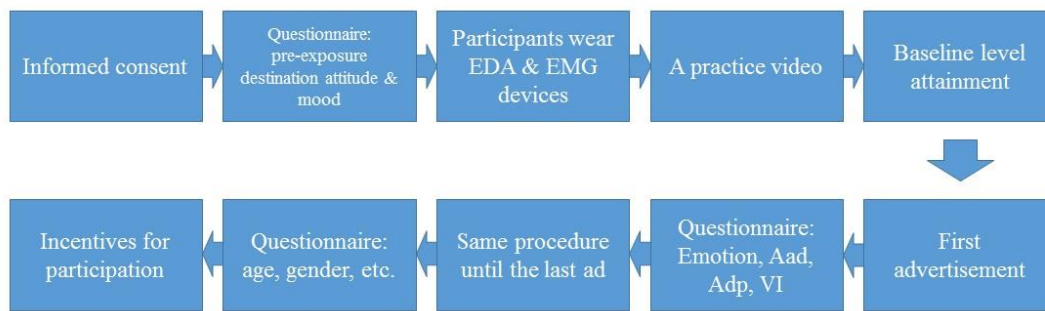 Informed consent
Questionnaire:
pre-exposure
destination attitude &
mood
Participants wear
EDA & EMG
devices
A practice video
Baseline level
attainment
First
advertisement
Questionnaire:
Emotion, Aad,
Adp, VI
Same procedure
until the last ad
Questionnaire:
age, gender, etc.
Incentives for
participation